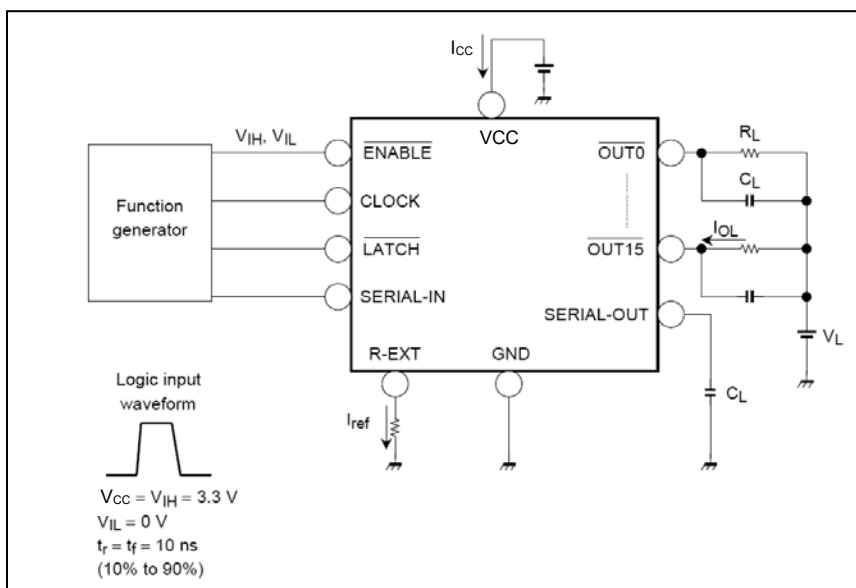 ICC
VIH, VIL
VCC
ENABLE
OUT0
RL
CL
Function
generator
CLOCK
LATCH
OUT15
IOL
SERIAL-IN
SERIAL-OUT
VL
R-EXT
GND
CL
Iref
Logic input
waveform
VCC = VIH = 3.3 V
VIL = 0 V
tr = tf = 10 ns
(10% to 90%)